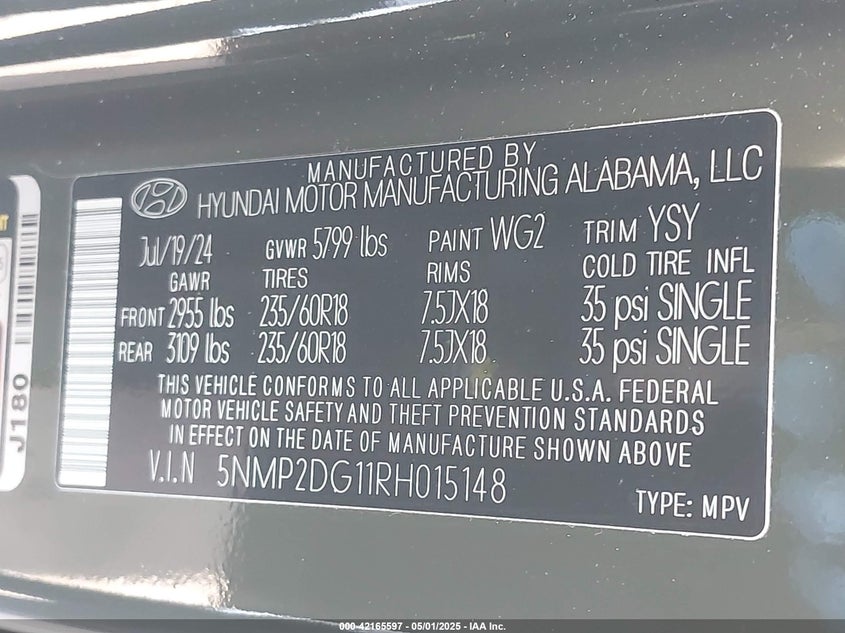 MANUFACTURED BY
HYUNDAI MOTOR MANUFACTURING ALABAMA, LLC
Jul/19/24 GVWR 5799 lbs PAINT WG2 TRIM YSY
GAWR TIRES RIMS COLD TIRE INFL
FRONT 2955 lbs 235/60R18 7.5JX18 35 psi SINGLE
REAR 3109 lbs 235/60R18 7.5JX18 35 psi SINGLE
THIS VEHICLE CONFORMS TO ALL APPLICABLE U.S.A. FEDERAL
MOTOR VEHICLE SAFETY AND THEFT PREVENTION STANDARDS
IN EFFECT ON THE DATE OF MANUFACTURE SHOWN ABOVE
V.I.N 5NMP2DG11RH015148
TYPE: MPV
J180
000-42165597 - 05/01/2025 - IAA Inc.